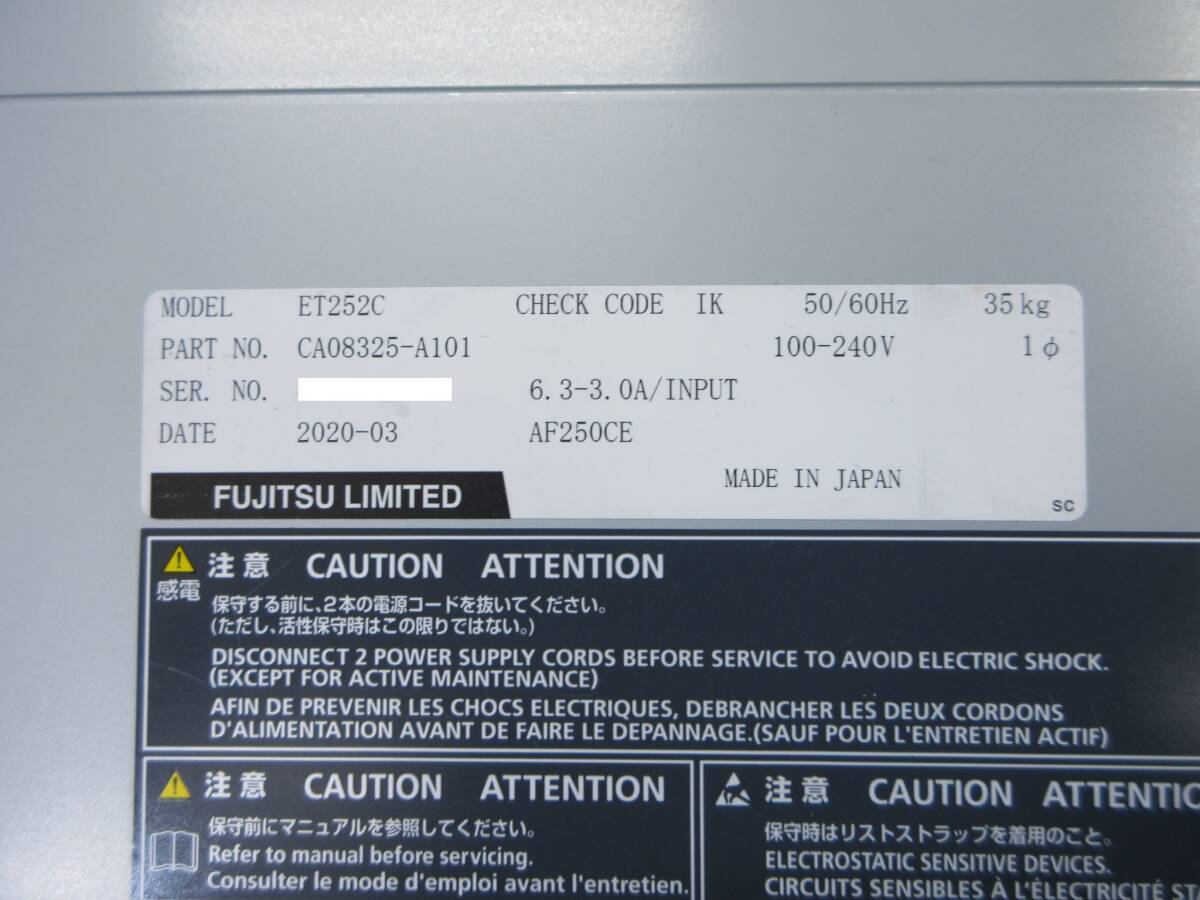 MODEL ET252C CHECK CODE IK 50/60Hz 35kg
PART NO. CA08325-A101 100-240V 1φ
SER. NO. 6.3-3.0A/INPUT
DATE 2020-03 AF250CE
MADE IN JAPAN
FUJITSU LIMITED
SC
注意 CAUTION ATTENTION
感電
保守する前に、2本の電源コードを抜いてください。
(ただし、活性保守時はこの限りではない。)
DISCONNECT 2 POWER SUPPLY CORDS BEFORE SERVICE TO AVOID ELECTRIC SHOCK.
(EXCEPT FOR ACTIVE MAINTENANCE)
AFIN DE PREVENIR LES CHOCS ELECTRIQUES, DEBRANCHER LES DEUX CORDONS
D'ALIMENTATION AVANT DE FAIRE LE DEPANNAGE.(SAUF POUR L'ENTRETIEN ACTIF)
注意 CAUTION ATTENTION
保守前にマニュアルを参照してください。
Refer to manual before servicing.
Consulter le mode d'emploi avant l'entretien.
注意 CAUTION ATTENTIO
保守時はリストストラップを着用のこと。
ELECTROSTATIC SENSITIVE DEVICES.
CIRCUITS SENSIBLES À L'ÉLECTRICITÉ STA